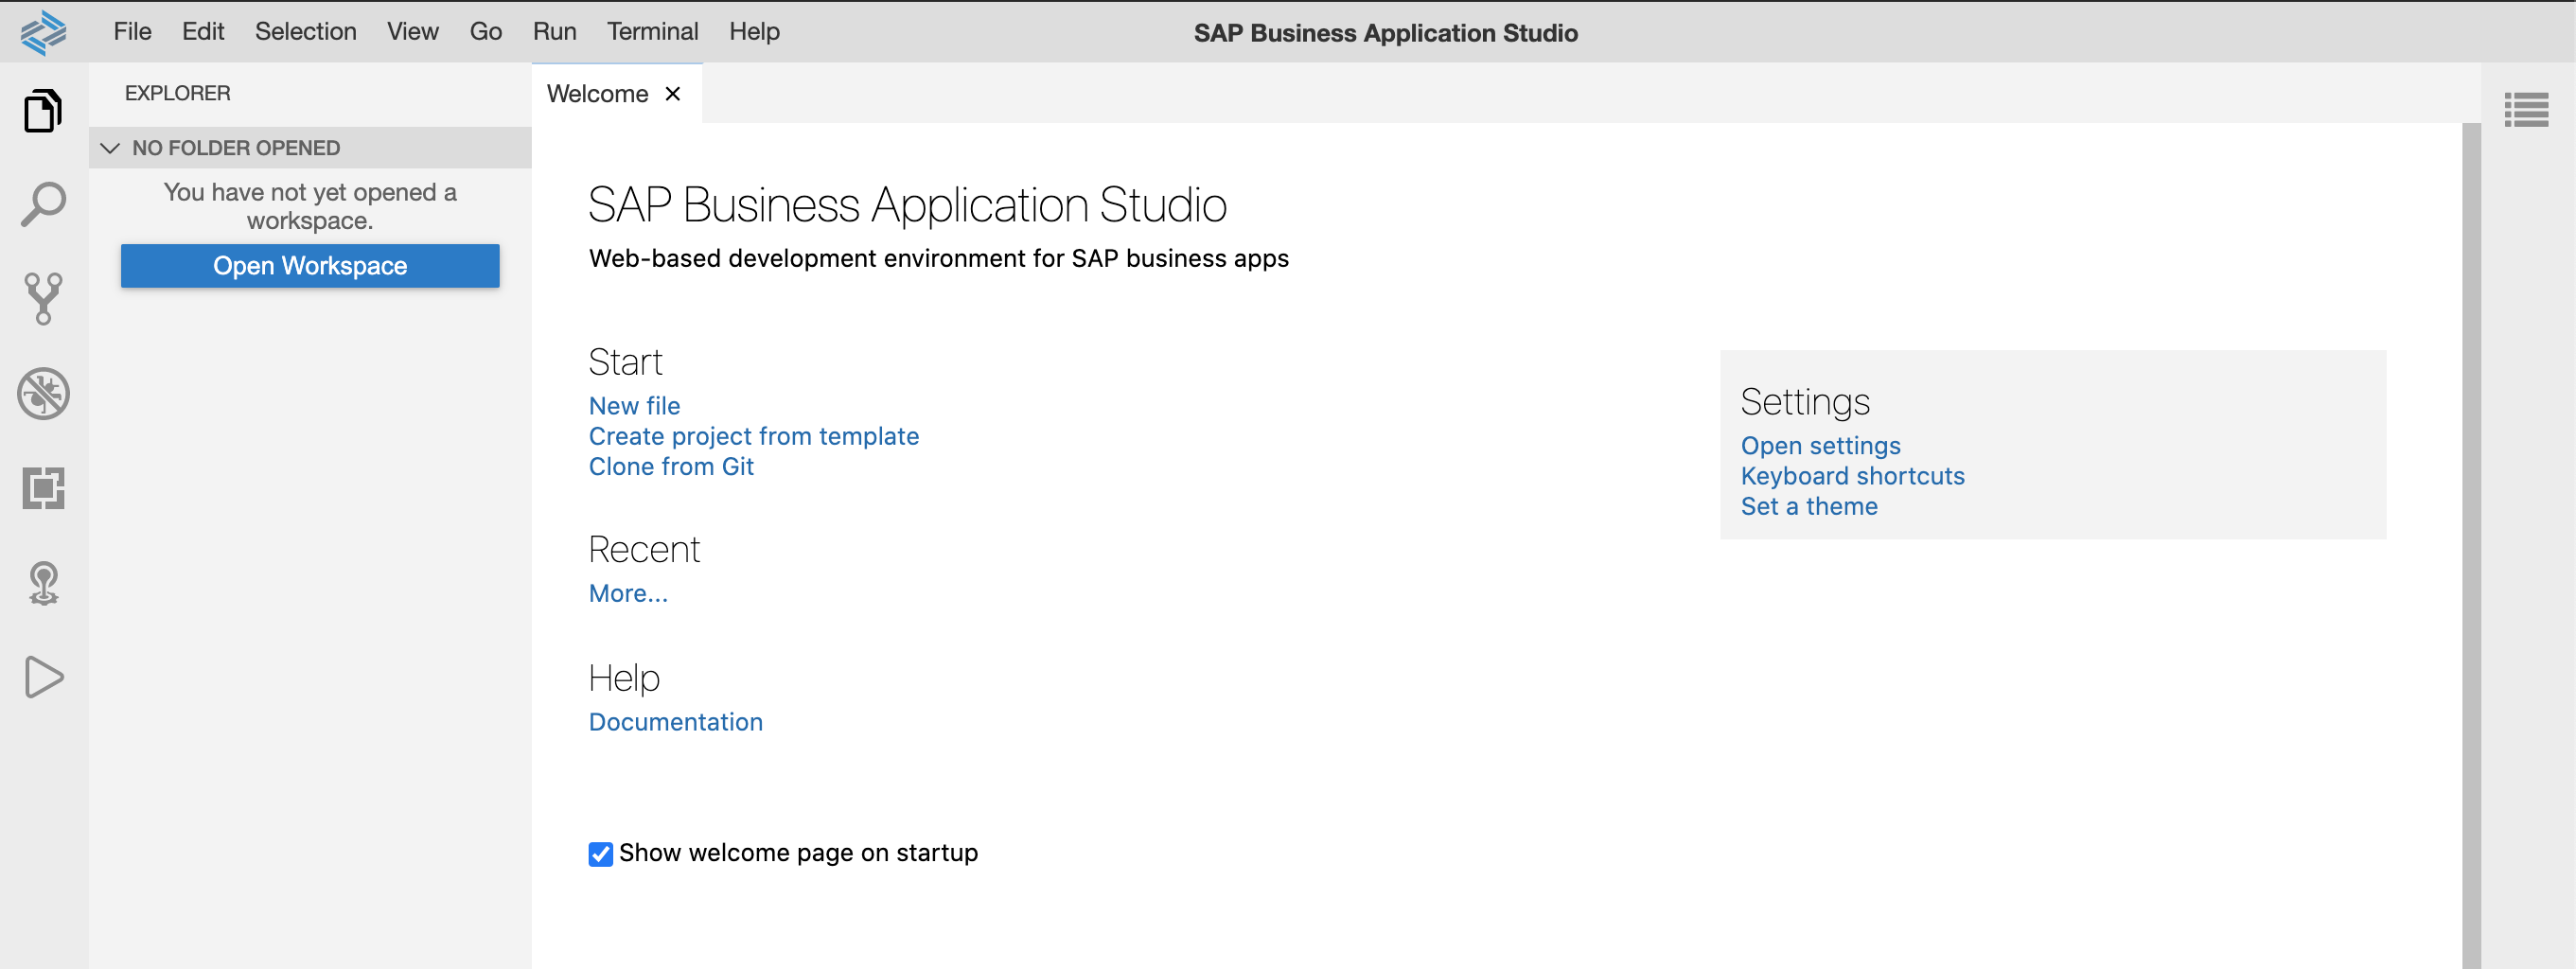 File Edit Selection View Go Run Terminal Help
SAP Business Application Studio
EXPLORER
NO FOLDER OPENED
You have not yet opened a
workspace.
Open Workspace
Welcome
SAP Business Application Studio
Web-based development environment for SAP business apps
Start
New file
Create project from template
Clone from Git
Recent
More...
Help
Documentation
Show welcome page on startup
Settings
Open settings
Keyboard shortcuts
Set a theme